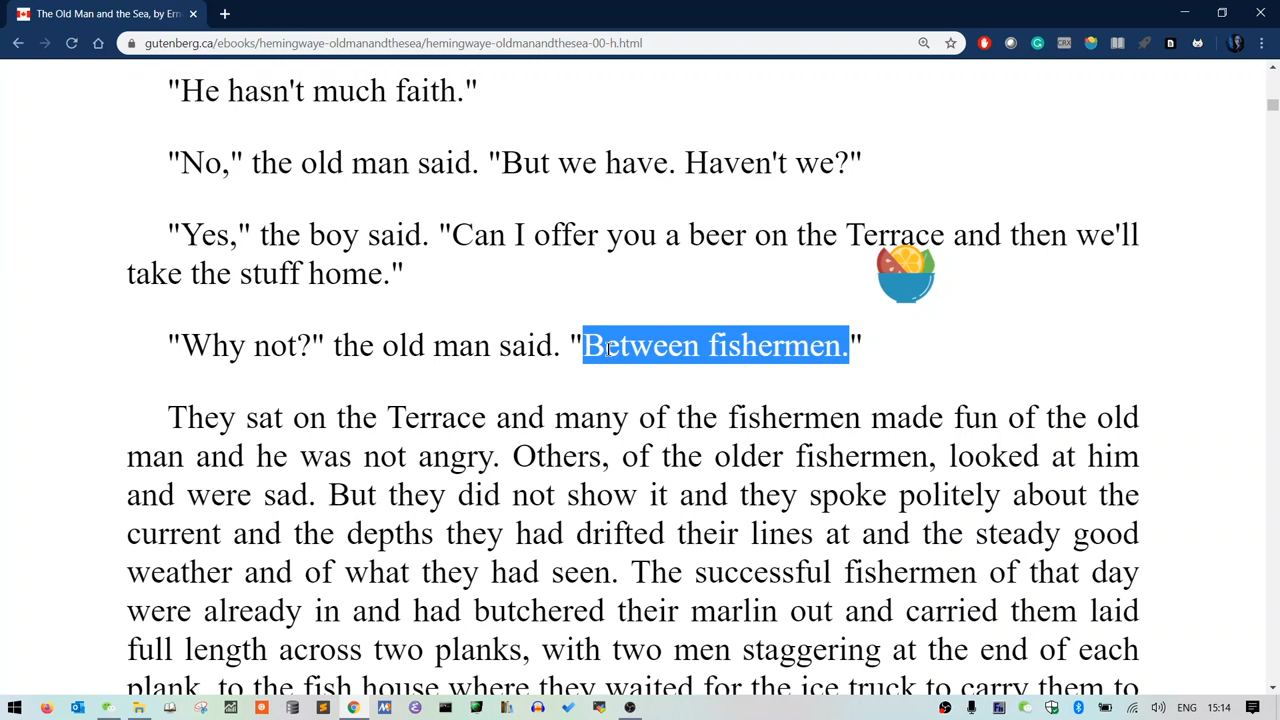 The Old Man and the Sea, by Ern
gutenberg.ca/ebooks/hemingwaye-oldmanandthesea/hemingwaye-oldmanandthesea-00-h.html
"He hasn't much faith."
"No," the old man said. "But we have. Haven't we?"
"Yes," the boy said. "Can I offer you a beer on the Terrace and then we'll
take the stuff home."
"Why not?" the old man said. "Between fishermen."
They sat on the Terrace and many of the fishermen made fun of the old
man and he was not angry. Others, of the older fishermen, looked at him
and were sad. But they did not show it and they spoke politely about the
current and the depths they had drifted their lines at and the steady good
weather and of what they had seen. The successful fishermen of that day
were already in and had butchered their marlin out and carried them laid
full length across two planks, with two men staggering at the end of each
plank, to the fish house where they waited for the ice truck to carry them to
ENG 15:14